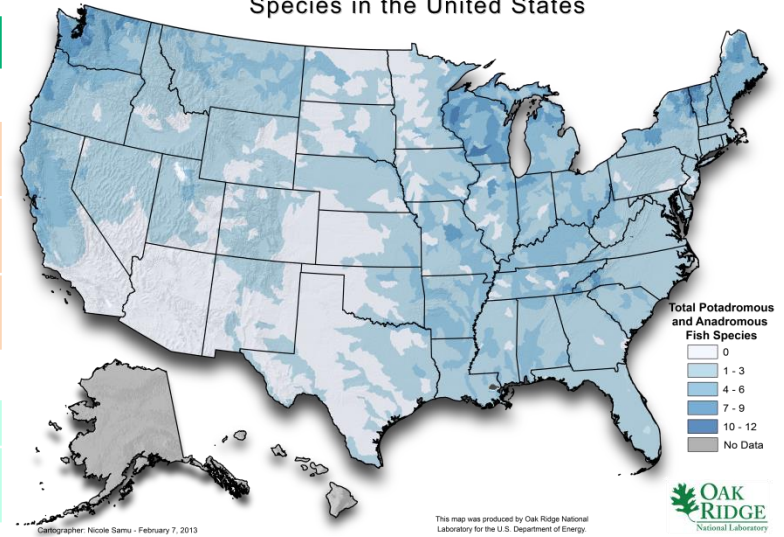 Species in the United States
Total Potadromous
and Anadromous
Fish Species
0
1 - 3
4 - 6
7 - 9
10 - 12
No Data
OAK
RIDGE
National Laboratory
Cartographer: Nicole Samu - February 7, 2013
This map was produced by Oak Ridge National
Laboratory for the U.S. Department of Energy.